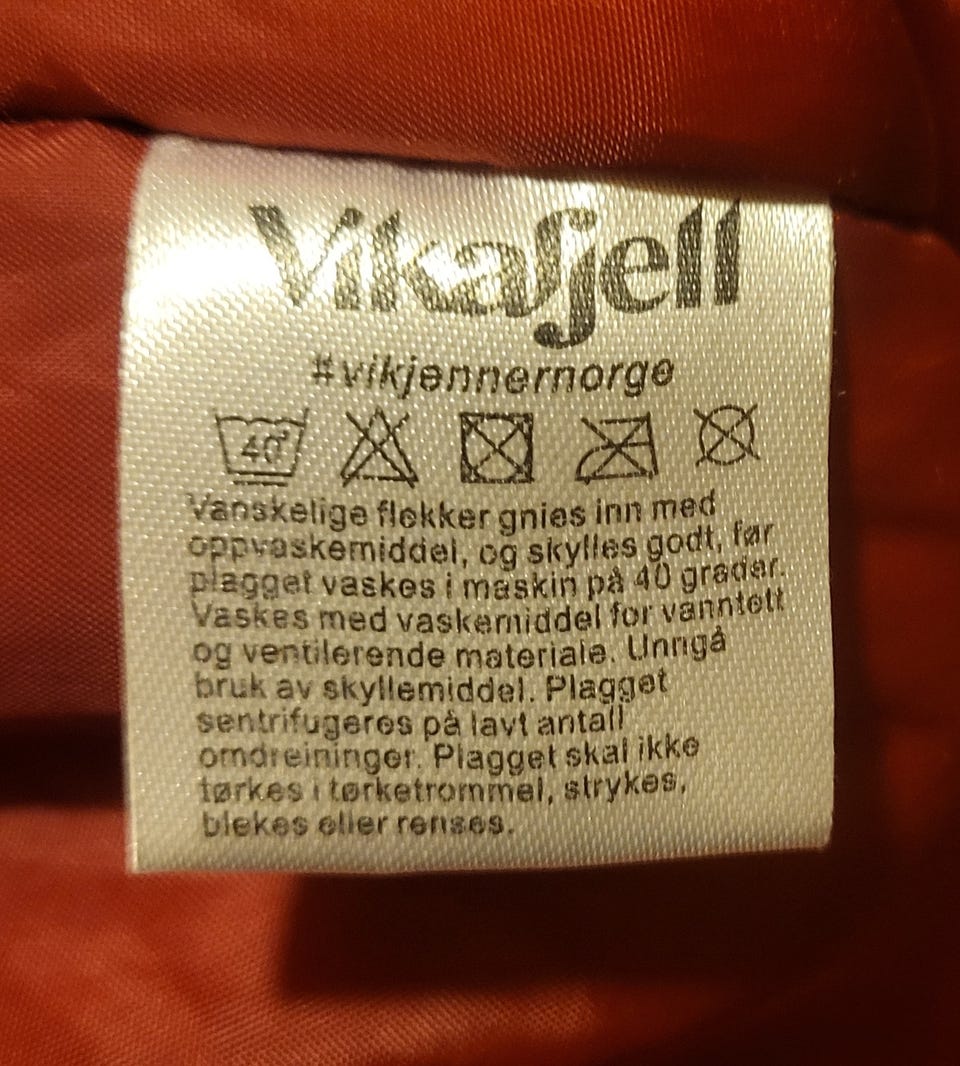 Vikafjell
#vikjennernorge
40°
Vanskelige flekker gnies inn med
oppvaskemiddel, og skylles godt, før
plagget vaskes i maskin på 40 grader.
Vaskes med vaskemiddel for vanntett
og ventilerende materiale. Unngå
bruk av skyllemiddel. Plagget
sentrifugeres på lavt antall
omdreininger. Plagget skal ikke
tørkes i tørketrommel, strykes,
blekes eller renses.